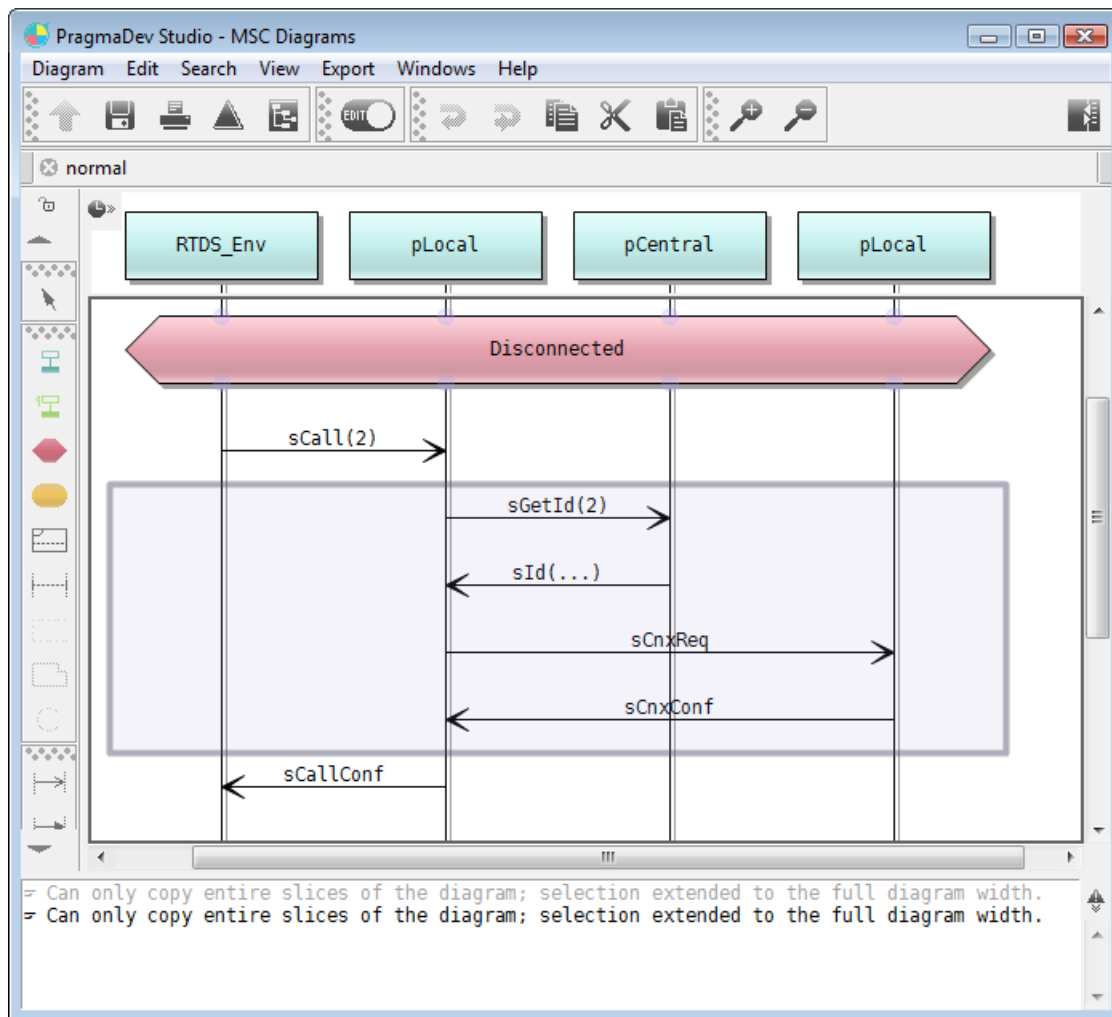 PragmaDev Studio - MSC Diagrams
Diagram Edit Search View Export Windows Help
EDIT
normal
RTDS_Env pLocal pCentral pLocal
Disconnected
sCall(2)
sGetId(2)
sId(...)
sCnxReq
sCnxConf
sCallConf
Can only copy entire slices of the diagram; selection extended to the full diagram width.
Can only copy entire slices of the diagram; selection extended to the full diagram width.